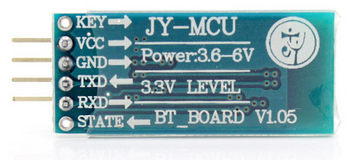 KEY JY-MCU
VCC
Power:3.6-6V
GND
TXD 3.3V LEVEL
RXD
STATE BT_BOARD V1.05